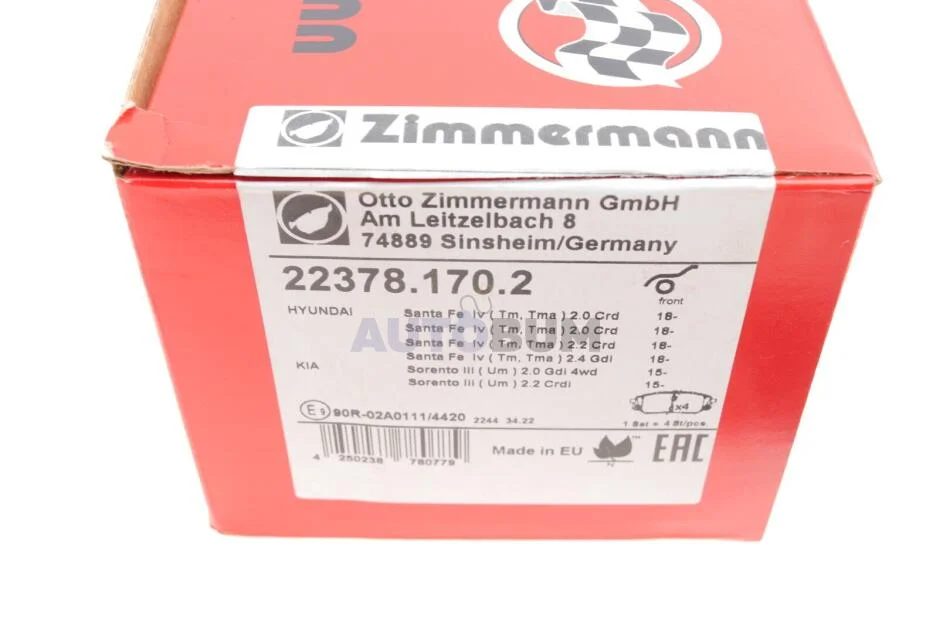 Zimmermann
Otto Zimmermann GmbH
Am Leitzelbach 8
74889 Sinsheim/Germany
22378.170.2
front
HYUNDAI Santa Fe Iv ( Tm, Tma ) 2.0 Crd 18-
Santa Fe Iv ( Tm, Tma ) 2.0 Crd 18-
Santa Fe Iv ( Tm, Tma ) 2.2 Crd 18-
Santa Fe Iv ( Tm, Tma ) 2.4 Gdi 18-
KIA Sorento III ( Um ) 2.0 Gdi 4wd 15-
Sorento III ( Um ) 2.2 Crdi 15-
AUTOBUM
x4
E9 90R-02A0111/4420 2244 34.22
1 Set = 4 St/pcs.
4 250238 780779
Made in EU
EAC